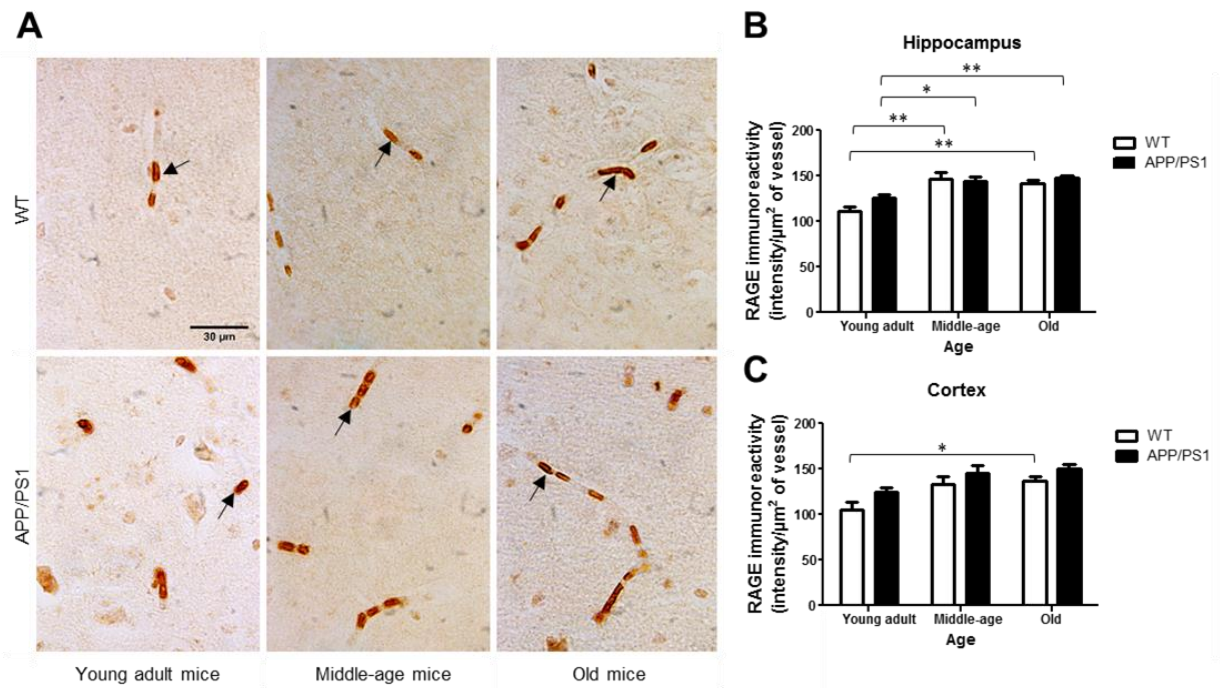 A
WT
30 µm
APP/PS1
Young adult mice
Middle-age mice
Old mice
B
Hippocampus
**
*
**
**
RAGE immunoreactivity
(intensity/µm² of vessel)
200
150
100
50
0
Young adult
Middle-age
Old
Age
WT
APP/PS1
C
Cortex
*
RAGE immunoreactivity
(intensity/µm² of vessel)
200
150
100
50
0
Young adult
Middle-age
Old
Age
WT
APP/PS1